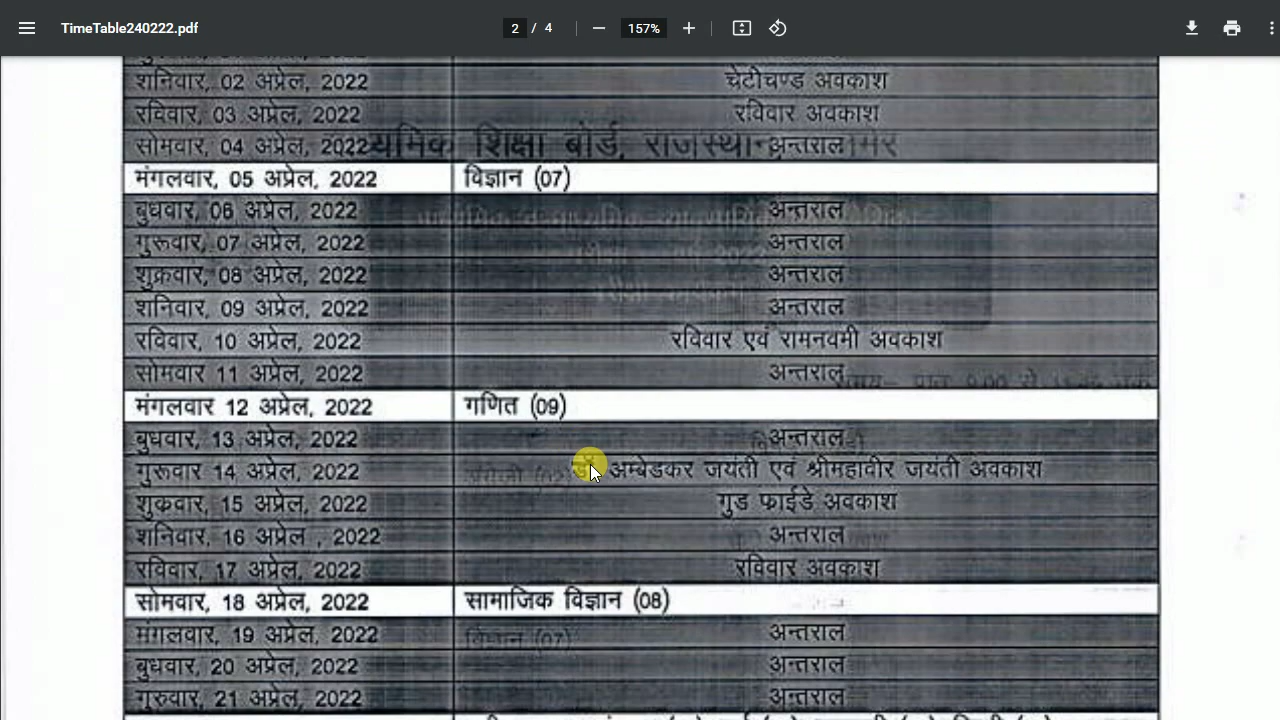 TimeTable240222.pdf
2 / 4
157%
शनिवार, 02 अप्रेल, 2022 चेटीचण्ड अवकाश
रविवार, 03 अप्रेल, 2022 रविवार अवकाश
सोमवार, 04 अप्रेल, 2022 अन्तराल
शिक्षा बोर्ड, राजस्थान
मंगलवार, 05 अप्रेल, 2022 विज्ञान (07)
बुधवार, 06 अप्रेल, 2022 अन्तराल
गुरूवार, 07 अप्रेल, 2022 अन्तराल
शुक्रवार, 08 अप्रेल, 2022 अन्तराल
शनिवार, 09 अप्रेल, 2022 अन्तराल
रविवार, 10 अप्रेल, 2022 रविवार एवं रामनवमी अवकाश
सोमवार 11 अप्रेल, 2022 अन्तराल
मंगलवार 12 अप्रेल, 2022 गणित (09)
बुधवार, 13 अप्रेल, 2022 अन्तराल
गुरूवार 14 अप्रेल, 2022 डॉ अम्बेडकर जयंती एवं श्रीमहावीर जयंती अवकाश
शुक्रवार, 15 अप्रेल, 2022 गुड फ्राईडे अवकाश
शनिवार, 16 अप्रेल , 2022 अन्तराल
रविवार, 17 अप्रेल, 2022 रविवार अवकाश
सोमवार, 18 अप्रेल, 2022 सामाजिक विज्ञान (08)
मंगलवार, 19 अप्रेल, 2022 विज्ञान (07) अन्तराल
बुधवार, 20 अप्रेल, 2022 अन्तराल
गुरुवार, 21 अप्रेल, 2022 अन्तराल